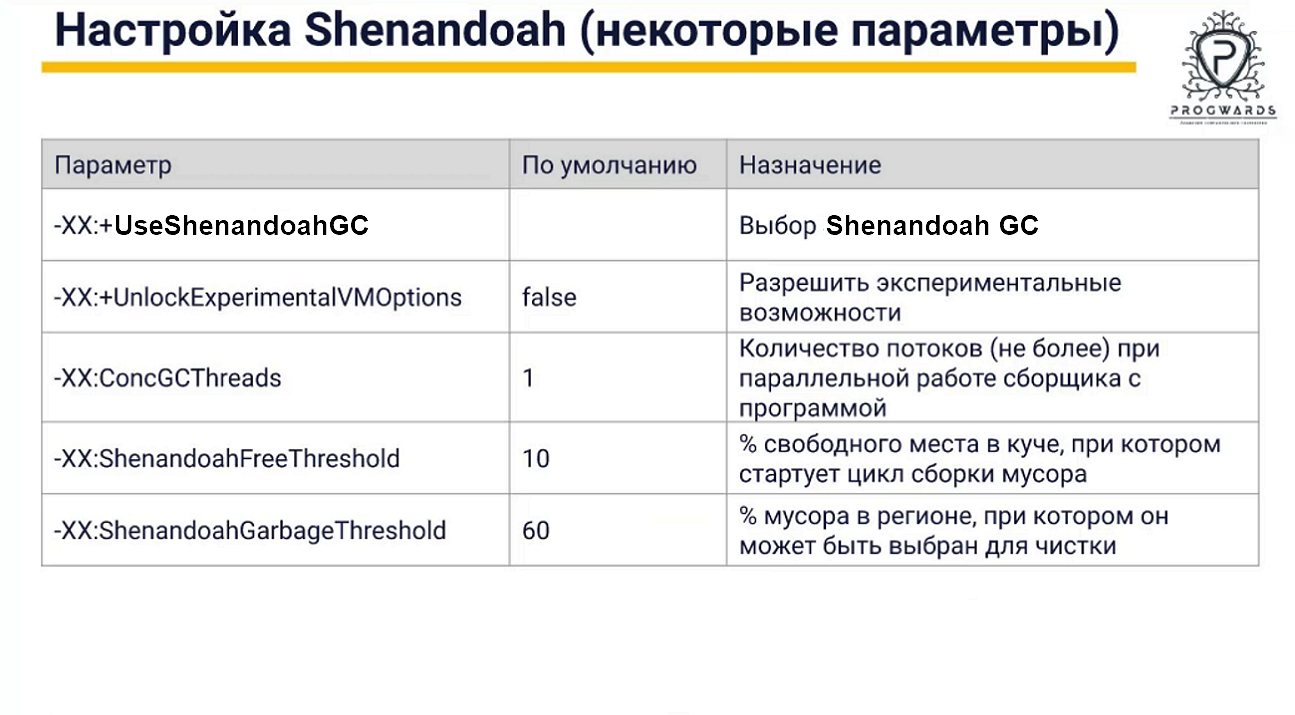 Настройка Shenandoah (некоторые параметры)
PROGWARDS
Параметр
По умолчанию
Назначение
-XX:+UseShenandoahGC
Выбор Shenandoah GC
-XX:+UnlockExperimentalVMOptions
false
Разрешить экспериментальные
возможности
-XX:ConcGCThreads
1
Количество потоков (не более) при
параллельной работе сборщика с
программой
-XX:ShenandoahFreeThreshold
10
% свободного места в куче, при котором
стартует цикл сборки мусора
-XX:ShenandoahGarbageThreshold
60
% мусора в регионе, при котором он
может быть выбран для чистки